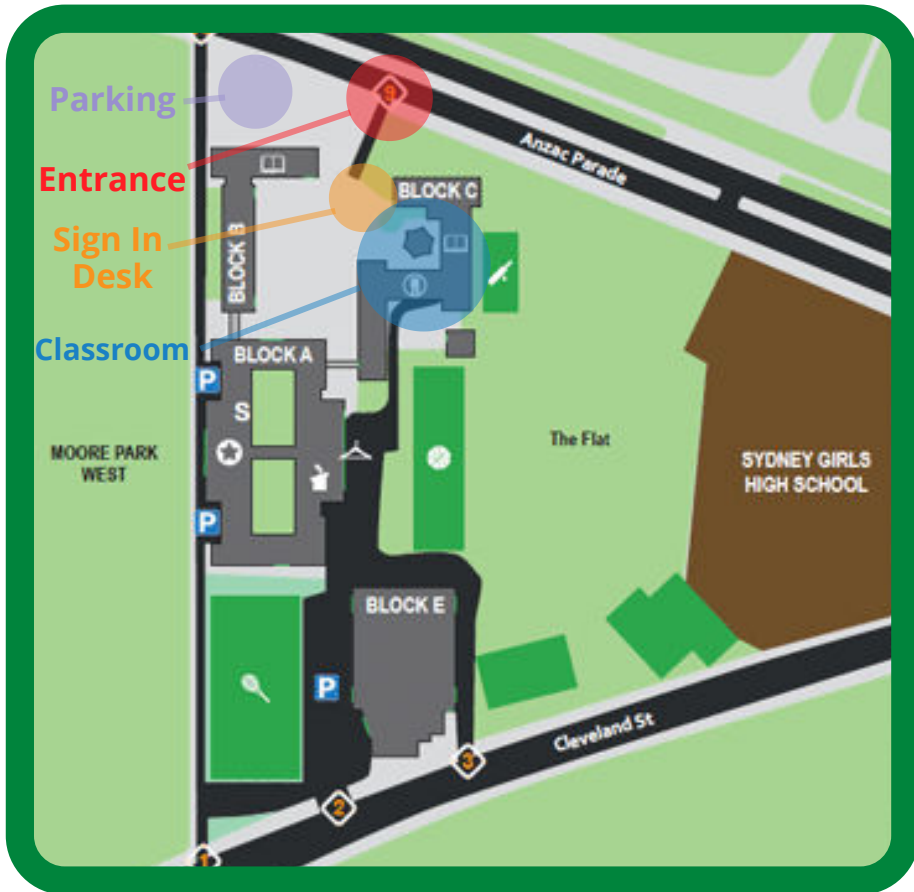 Parking
9
Anzac Parade
Entrance
BLOCK C
Sign In
Desk
BLOCK B
Classroom
BLOCK A
P
S
MOORE PARK
WEST
The Flat
SYDNEY GIRLS
HIGH SCHOOL
P
BLOCK E
P
Cleveland St
3
2
1